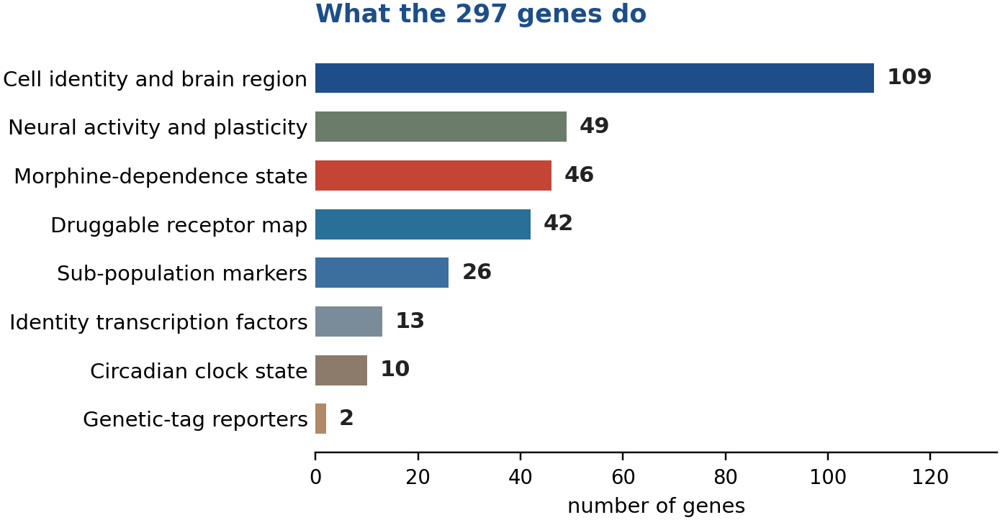 What the 297 genes do
Cell identity and brain region 109
Neural activity and plasticity 49
Morphine-dependence state 46
Druggable receptor map 42
Sub-population markers 26
Identity transcription factors 13
Circadian clock state 10
Genetic-tag reporters 2
0 20 40 60 80 100 120
number of genes